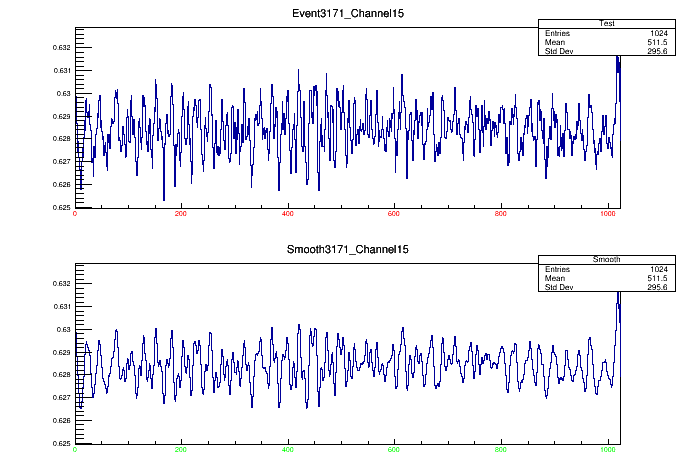 Event3171_Channel15
Test
Entries 1024
Mean 511.5
Std Dev 295.6
0.632
0.631
0.63
0.629
0.628
0.627
0.626
0.625
0 200 400 600 800 1000
Smooth3171_Channel15
Smooth
Entries 1024
Mean 511.5
Std Dev 295.6
0.632
0.631
0.63
0.629
0.628
0.627
0.626
0.625
0 200 400 600 800 1000